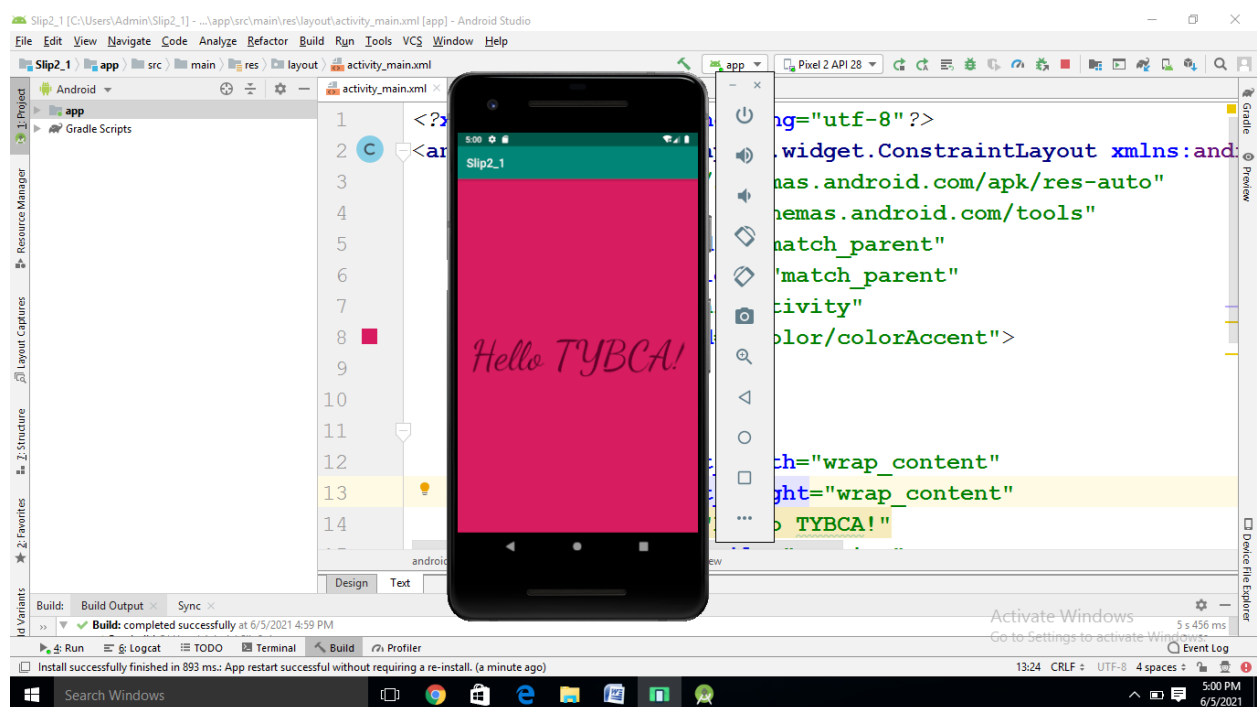 Slip2_1 [C:\Users\Admin\Slip2_1] - ...\app\src\main\res\layout\activity_main.xml [app] - Android Studio
File Edit View Navigate Code Analyze Refactor Build Run Tools VCS Window Help
Slip2_1 app src main res layout activity_main.xml app Pixel 2 API 28
Android activity_main.xml
1: Project
Resource Manager
Layout Captures
Z: Structure
2: Favorites
ld Variants
app
Gradle Scripts
1 <?x ng="utf-8"?>
2 C <an .widget.ConstraintLayout xmlns:and
3 mas.android.com/apk/res-auto"
4 hemas.android.com/tools"
5 match_parent"
6 "match_parent"
7 tivity"
8 olor/colorAccent">
9
10
11
12 th="wrap_content"
13 ght="wrap_content"
14 o TYBCA!"
5:00
Slip2_1
Hello TYBCA!
android ew
Design Text
Gradle
Preview
Device File Explorer
Build: Build Output Sync
Build: completed successfully at 6/5/2021 4:59 PM 5 s 456 ms
Activate Windows
Go to Settings to activate Windows.
4: Run 6: Logcat TODO Terminal Build Profiler Event Log
Install successfully finished in 893 ms.: App restart successful without requiring a re-install. (a minute ago) 13:24 CRLF UTF-8 4 spaces
Search Windows
5:00 PM
6/5/2021